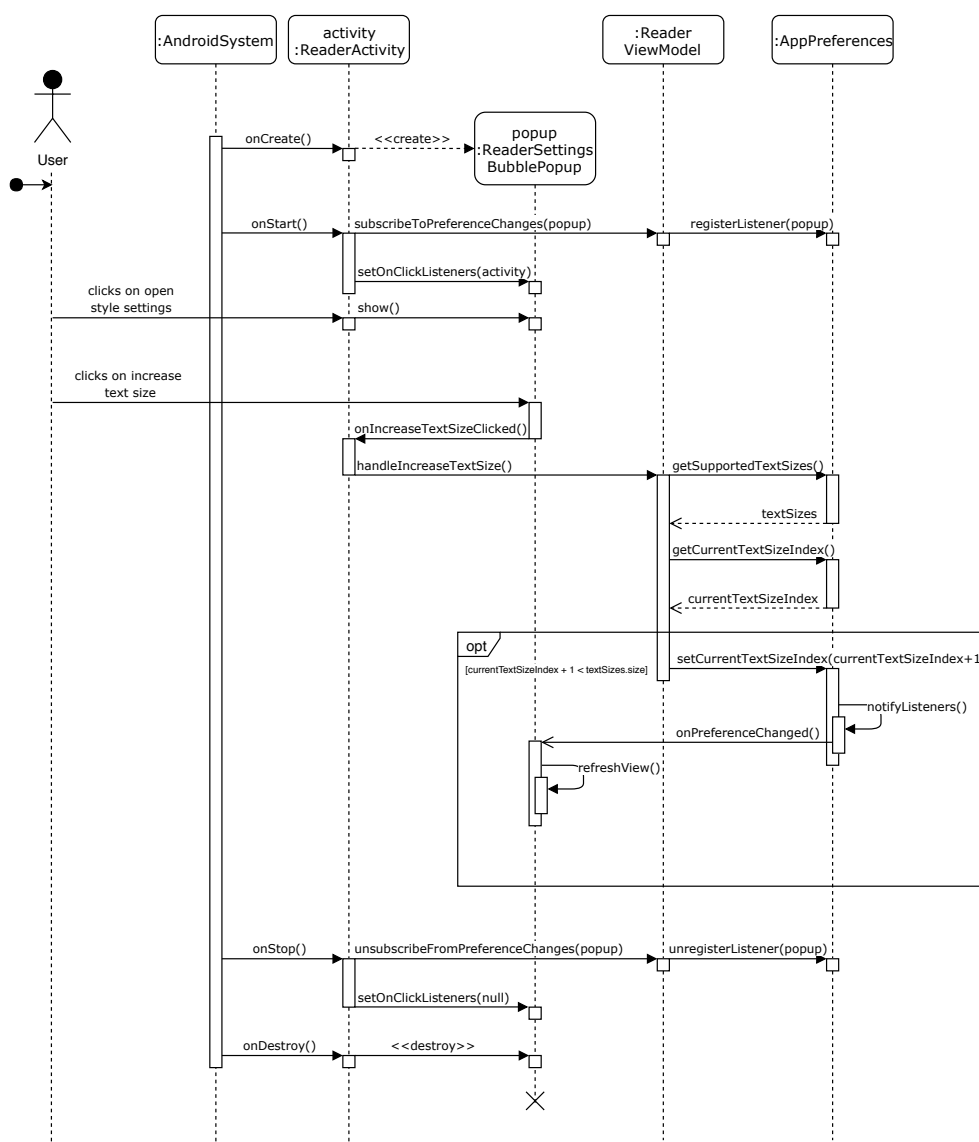 :AndroidSystem
activity
:ReaderActivity
:Reader
ViewModel
:AppPreferences
User
onCreate()
<<create>>
popup
:ReaderSettings
BubblePopup
onStart()
subscribeToPreferenceChanges(popup)
registerListener(popup)
setOnClickListeners(activity)
clicks on open
style settings
show()
clicks on increase
text size
onIncreaseTextSizeClicked()
handleIncreaseTextSize()
getSupportedTextSizes()
textSizes
getCurrentTextSizeIndex()
currentTextSizeIndex
opt
[currentTextSizeIndex + 1 < textSizes.size]
setCurrentTextSizeIndex(currentTextSizeIndex+1
notifyListeners()
onPreferenceChanged()
refreshView()
onStop()
unsubscribeFromPreferenceChanges(popup)
unregisterListener(popup)
setOnClickListeners(null)
onDestroy()
<<destroy>>